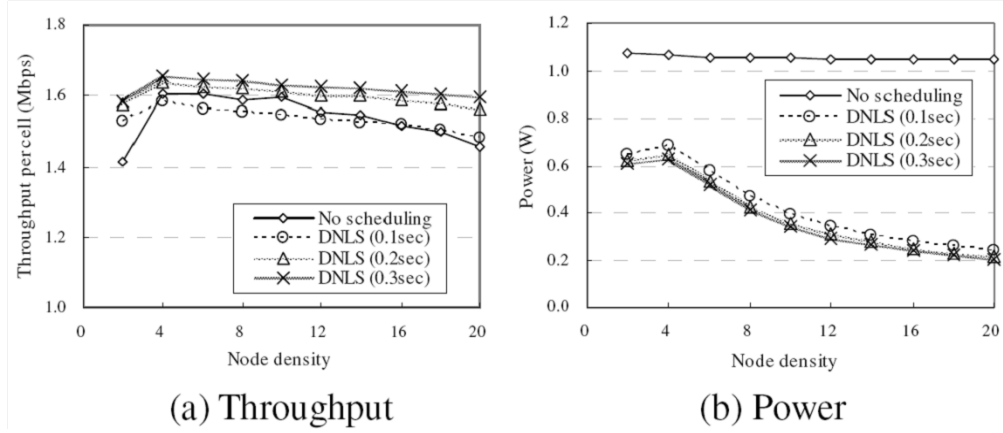 1.8
1.6
1.4
1.2
1.0
Throughput per cell (Mbps)
No scheduling
DNLS (0.1sec)
DNLS (0.2sec)
DNLS (0.3sec)
0 4 8 12 16 20
Node density
(a) Throughput
1.2
1.0
0.8
0.6
0.4
0.2
0.0
Power (W)
No scheduling
DNLS (0.1sec)
DNLS (0.2sec)
DNLS (0.3sec)
0 4 8 12 16 20
Node density
(b) Power